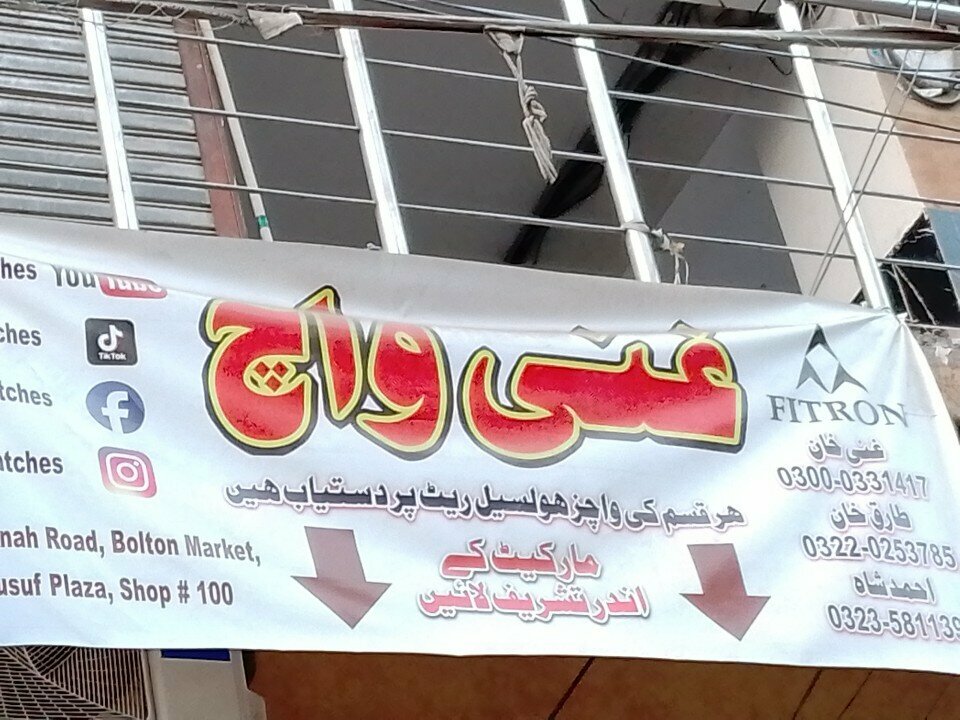 غنی واچ
ہر قسم کی واچز ہولسیل ریٹ پر دستیاب ہیں
مارکیٹ کے
اندر تشریف لائیں
FITRON
غنی خان
0300-0331417
طارق خان
0322-0253785
احمد شاہ
0323-581139
hes YouTube
ches TikTok
tches
atches
nah Road, Bolton Market,
usuf Plaza, Shop # 100